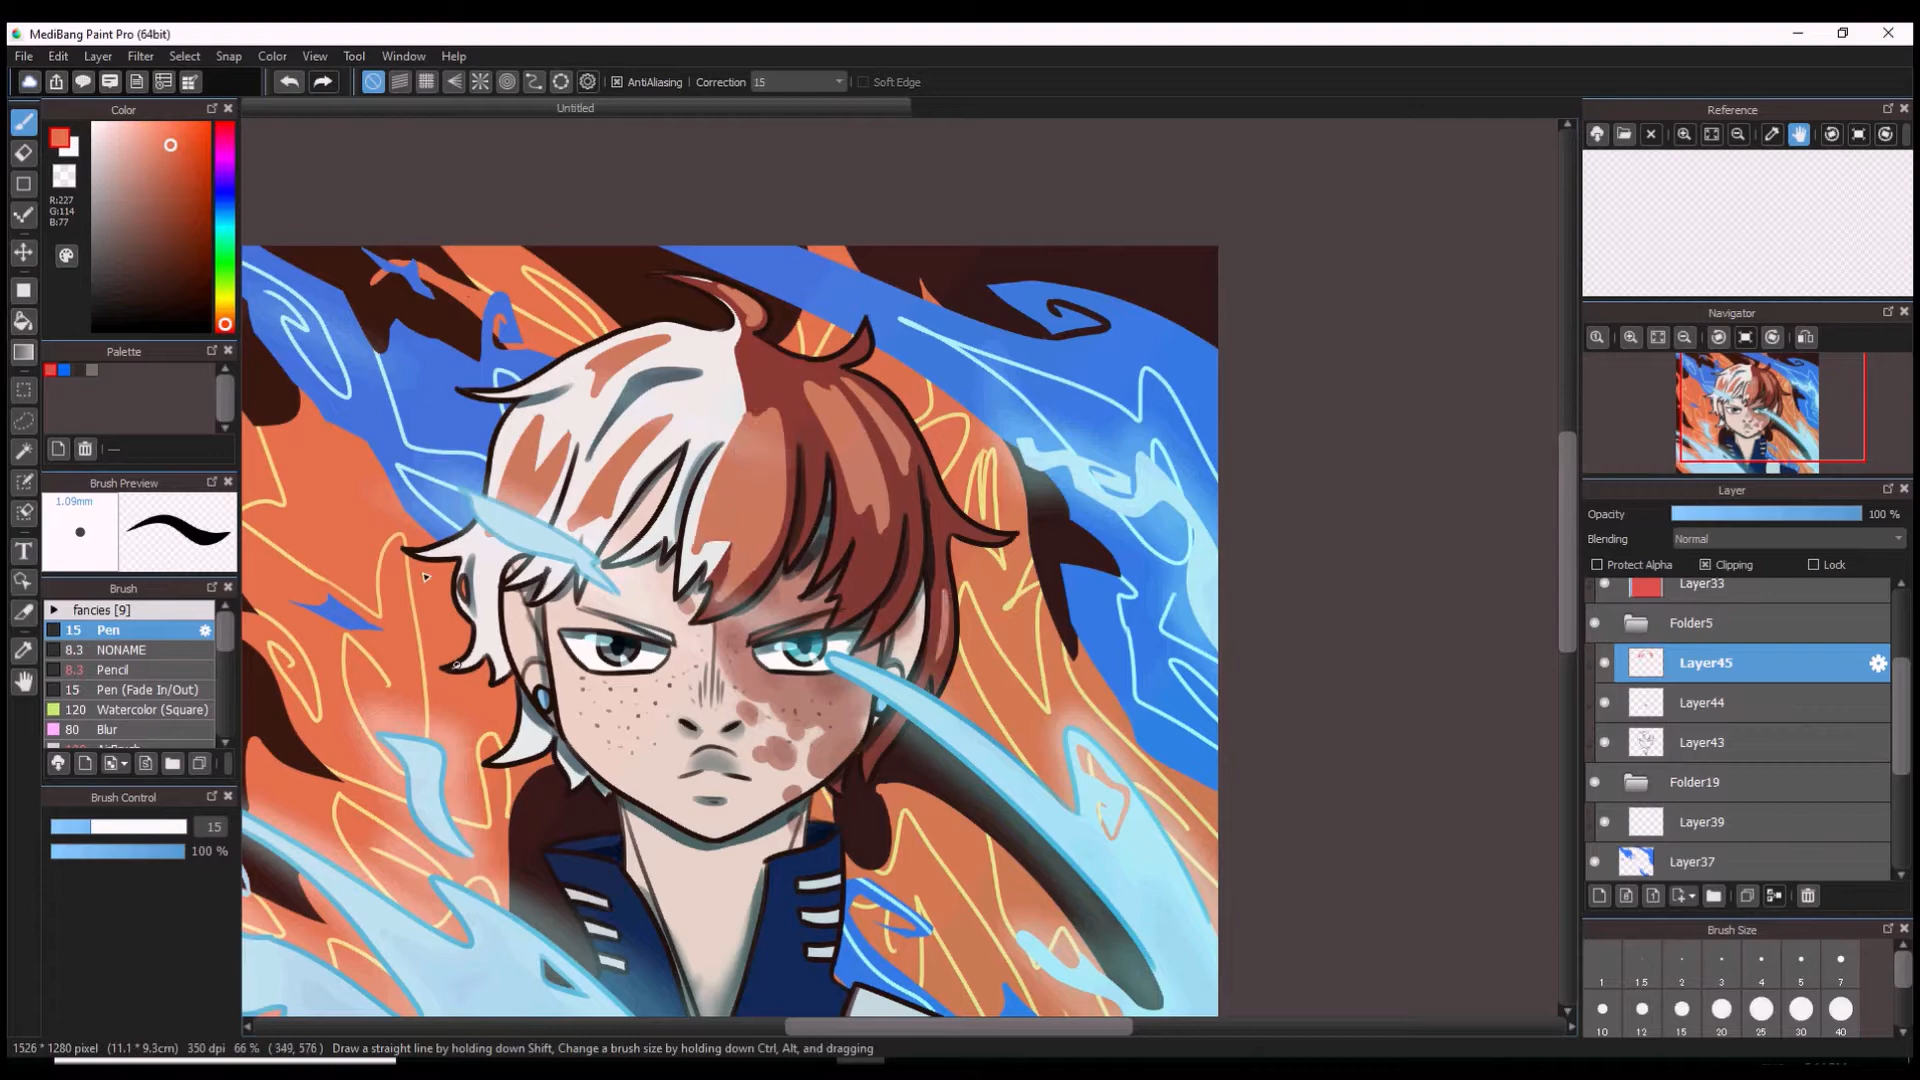 MediBang Paint Pro (64bit)
File Edit Layer Filter Select Snap Color View Tool Window Help
AntiAliasing Correction 15 Soft Edge
Color
Untitled
Reference
R:227
G:114
B:77
Navigator
Palette
Brush Preview
1.09mm
Layer
Opacity 100 %
Blending Normal
Protect Alpha Clipping Lock
Layer33
Folder5
Layer45
Layer44
Layer43
Folder19
Layer39
Layer37
Brush
fancies [9]
15 Pen
8.3 NONAME
8.3 Pencil
15 Pen (Fade In/Out)
120 Watercolor (Square)
80 Blur
Brush Control
15
100 %
Brush Size
1 1.5 2 3 4 5 7
10 12 15 20 25 30 40
1526 * 1280 pixel (11.1 * 9.3cm) 350 dpi 66 % ( 349, 576 ) Draw a straight line by holding down Shift, Change a brush size by holding down Ctrl, Alt, and dragging